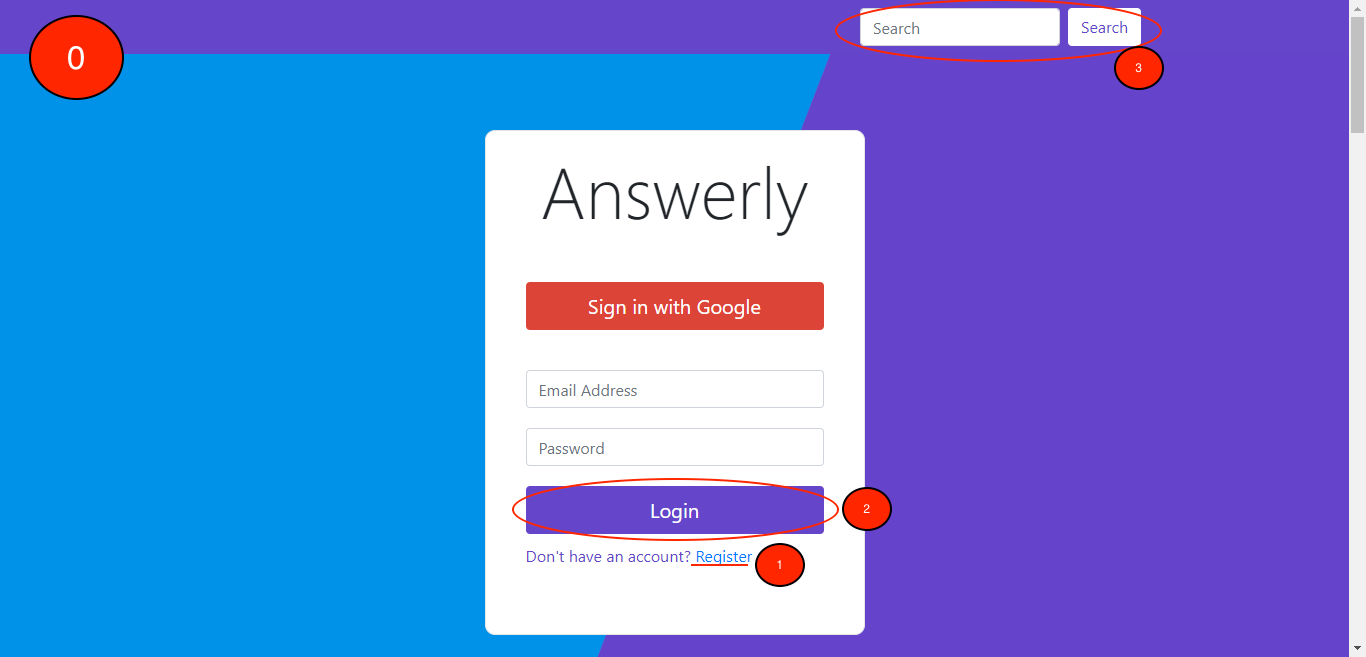 0
Search Search
3
Answerly
Sign in with Google
Email Address
Password
Login
2
Don't have an account? Register
1